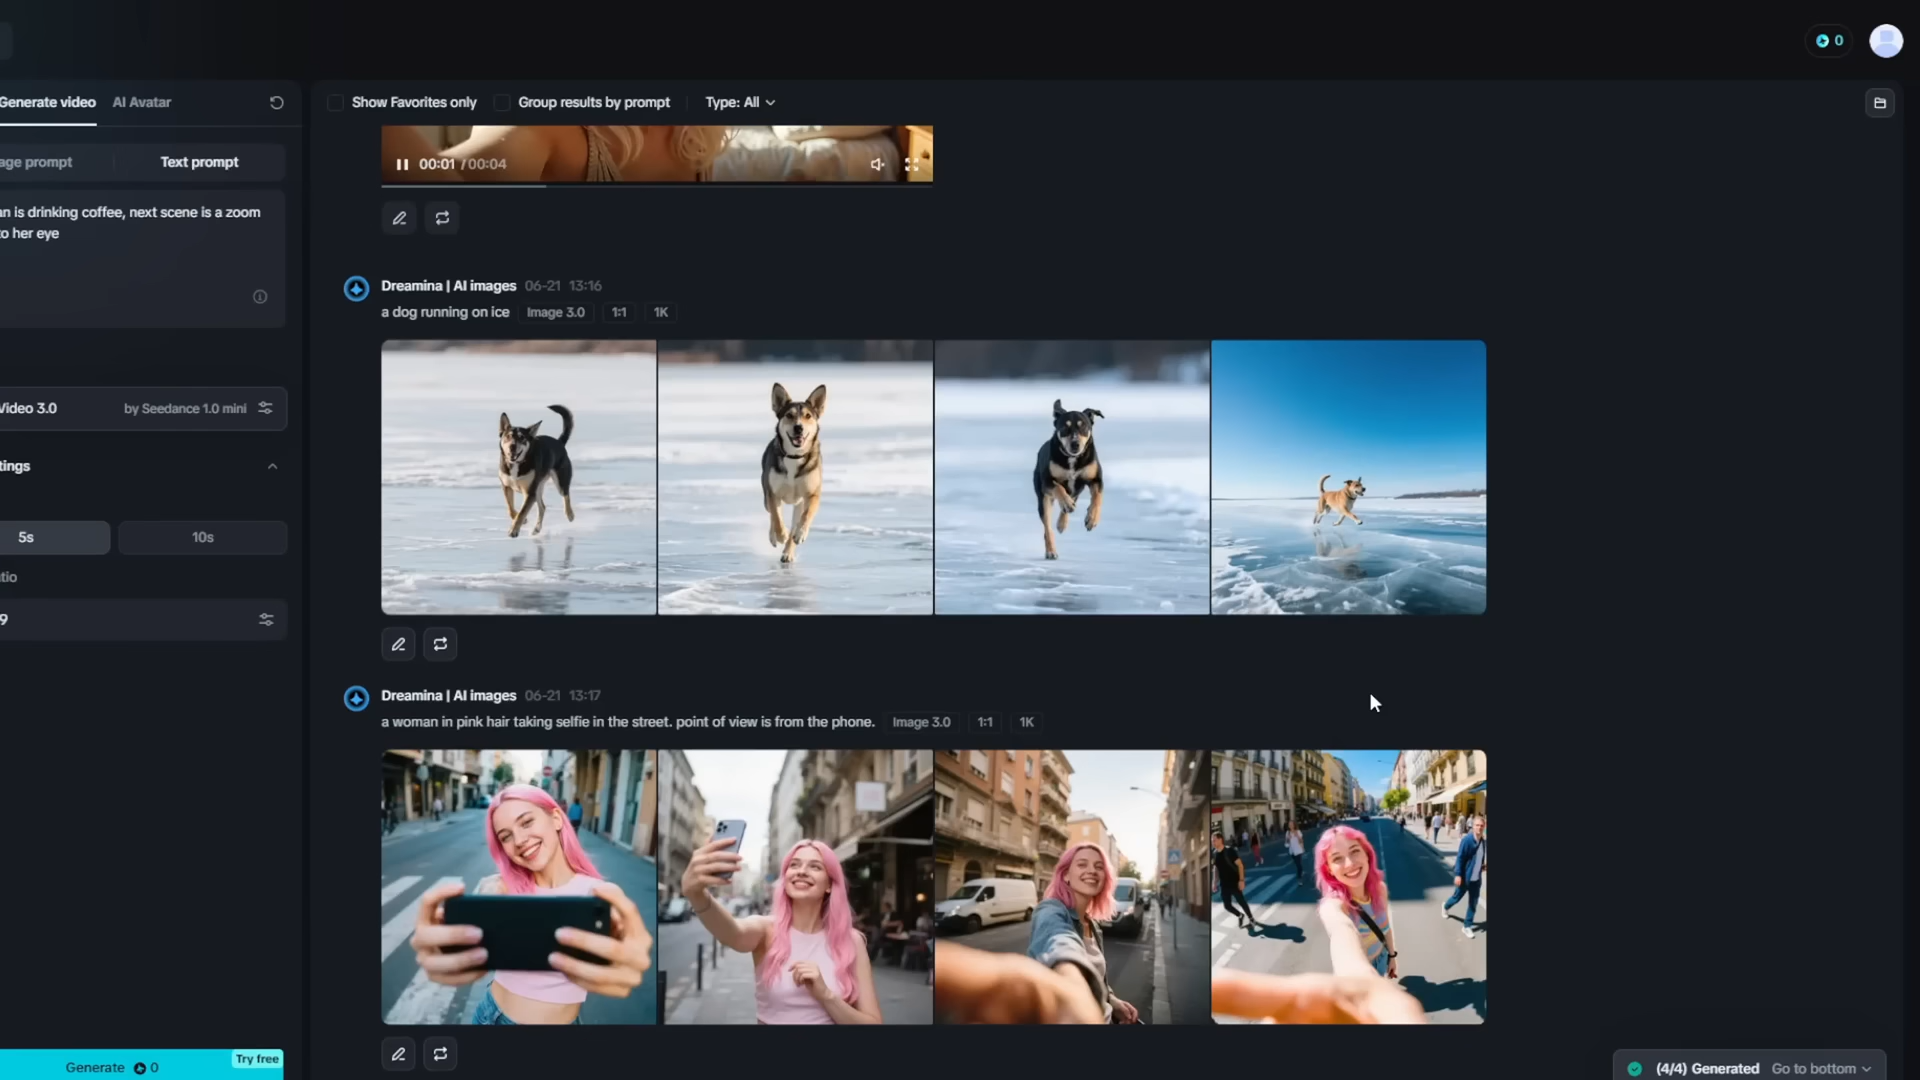 0
Generate video AI Avatar
Show Favorites only Group results by prompt Type: All
age prompt Text prompt
00:01 / 00:04
an is drinking coffee, next scene is a zoom
to her eye
Dreamina | AI images 06-21 13:16
a dog running on ice Image 3.0 1:1 1K
Video 3.0 by Seedance 1.0 mini
tings
5s 10s
tio
9
Dreamina | AI images 06-21 13:17
a woman in pink hair taking selfie in the street. point of view is from the phone. Image 3.0 1:1 1K
Try free
Generate 0
(4/4) Generated Go to bottom